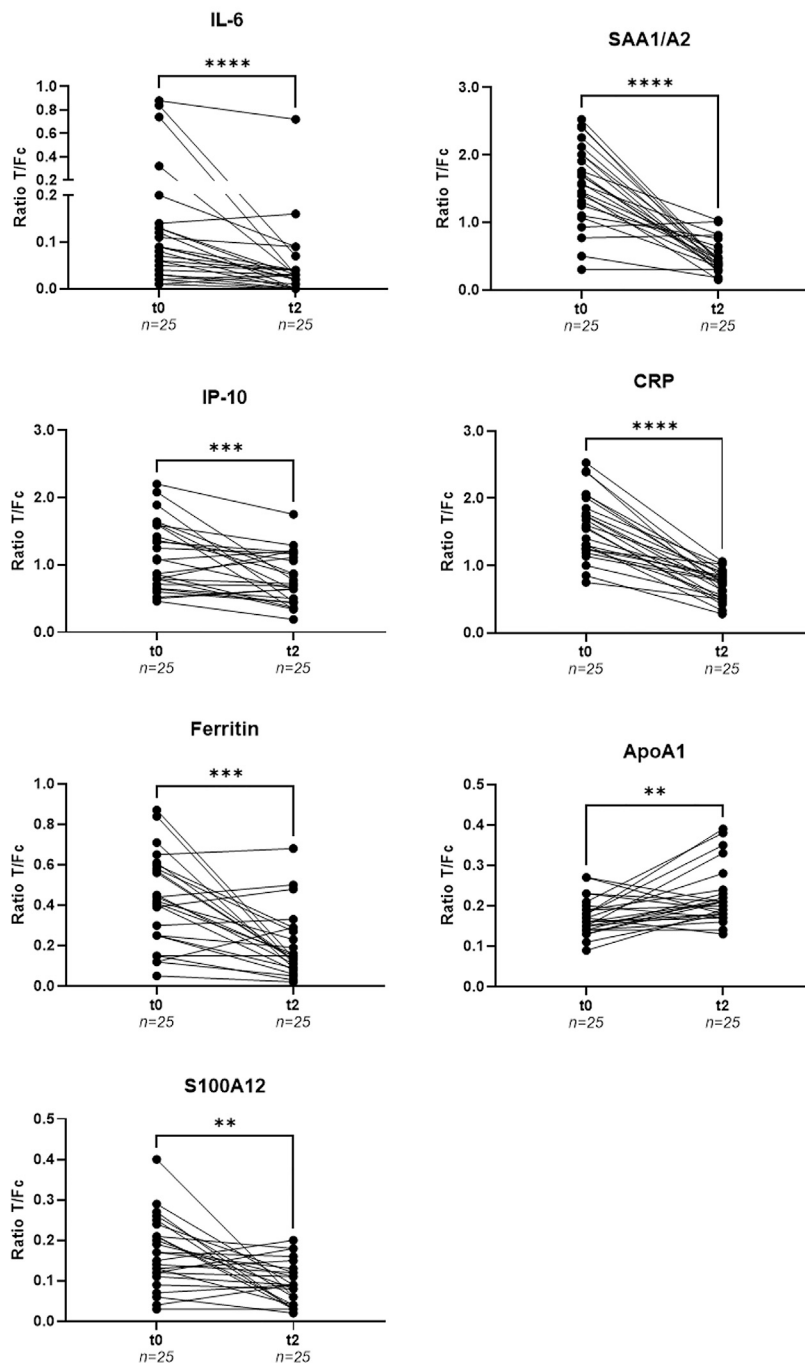 IL-6
****
Ratio T/Fc
1.0
0.8
0.6
0.4
0.2
0.2
0.1
0.0
t0
t2
n=25
n=25
SAA1/A2
****
Ratio T/Fc
3.0
2.0
1.0
0.0
t0
t2
n=25
n=25
IP-10
***
Ratio T/Fc
3.0
2.0
1.0
0.0
t0
t2
n=25
n=25
CRP
****
Ratio T/Fc
3.0
2.0
1.0
0.0
t0
t2
n=25
n=25
Ferritin
***
Ratio T/Fc
1.0
0.8
0.6
0.4
0.2
0.0
t0
t2
n=25
n=25
ApoA1
**
Ratio T/Fc
0.5
0.4
0.3
0.2
0.1
0.0
t0
t2
n=25
n=25
S100A12
**
Ratio T/Fc
0.5
0.4
0.3
0.2
0.1
0.0
t0
t2
n=25
n=25